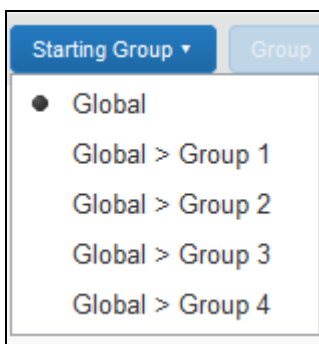 Starting Group ▾ Group
Global
Global > Group 1
Global > Group 2
Global > Group 3
Global > Group 4